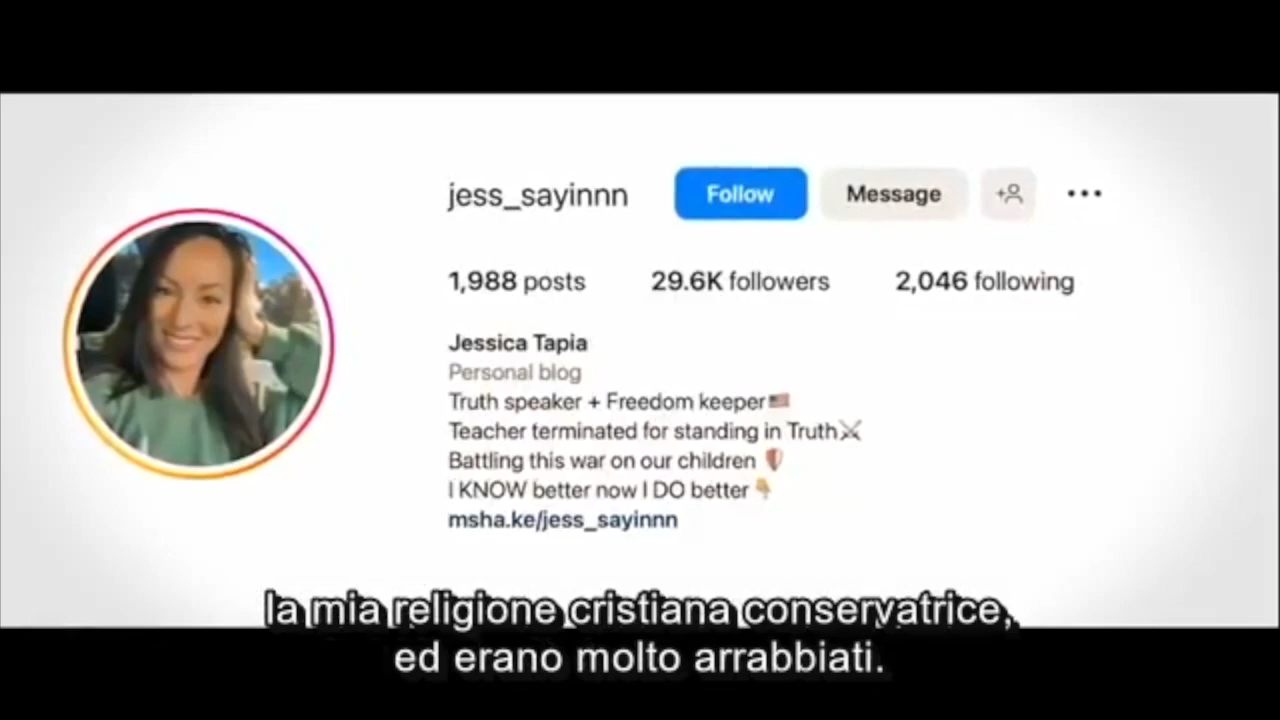 jess_sayinnn Follow Message
1,988 posts 29.6K followers 2,046 following
Jessica Tapia
Personal blog
Truth speaker + Freedom keeper🇺🇸
Teacher terminated for standing in Truth⚔️
Battling this war on our children 🛡️
I KNOW better now I DO better 👇
msha.ke/jess_sayinnn
la mia religione cristiana conservatrice,
ed erano molto arrabbiati.